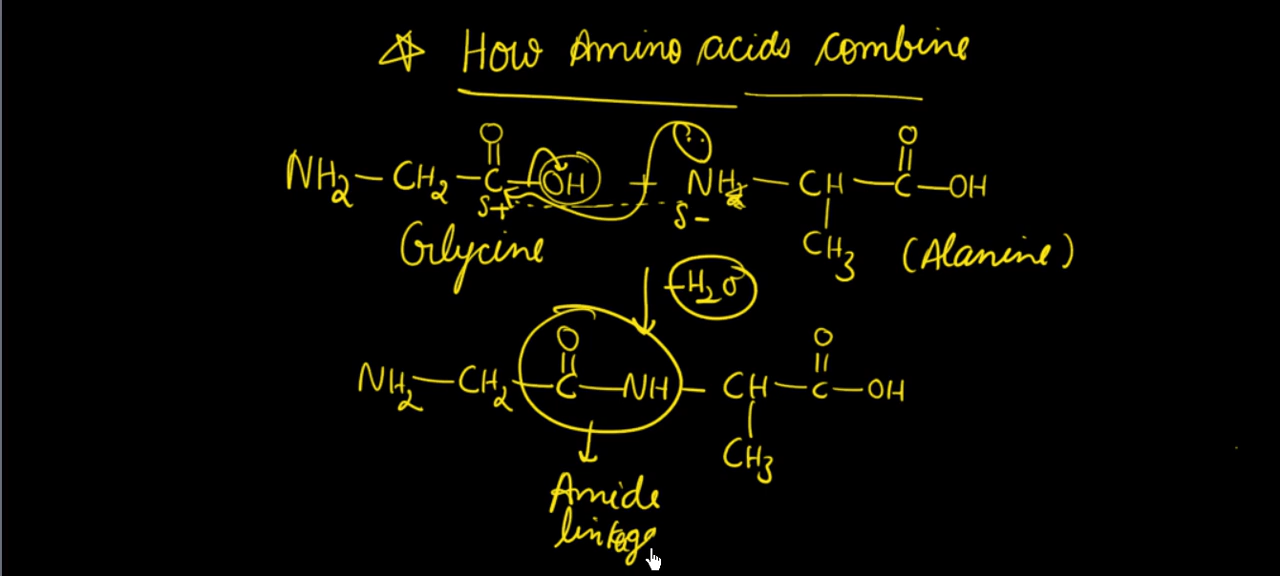 ☆ How Amino acids combine
O O
|| ||
NH2—CH2—C—OH + :NH2—CH—C—OH
δ+ δ-
|
CH3
Glycine (Alanine)
-H2O
O O
|| ||
NH2—CH2—C—NH—CH—C—OH
|
CH3
Amide
linkage